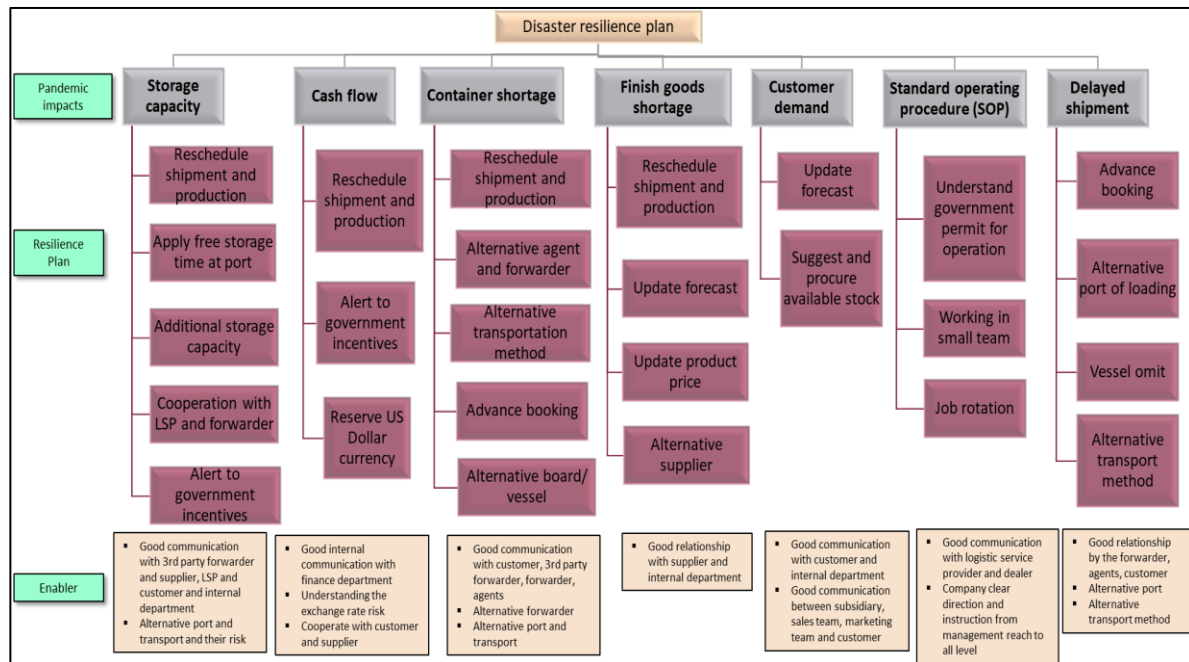 Disaster resilience plan
Pandemic
impacts
Storage
capacity
Cash flow
Container shortage
Finish goods
shortage
Customer
demand
Standard operating
procedure (SOP)
Delayed
shipment
Resilience
Plan
Reschedule
shipment and
production
Apply free storage
time at port
Additional storage
capacity
Cooperation with
LSP and forwarder
Alert to
government
incentives
Reschedule
shipment and
production
Alert to
government
incentives
Reserve US
Dollar
currency
Reschedule
shipment and
production
Alternative agent
and forwarder
Alternative
transportation
method
Advance booking
Alternative board/
vessel
Reschedule
shipment and
production
Update forecast
Update product
price
Alternative
supplier
Update
forecast
Suggest and
procure
available stock
Understand
government
permit for
operation
Working in
small team
Job rotation
Advance
booking
Alternative
port of loading
Vessel omit
Alternative
transport
method
Enabler
▪ Good communication
with 3rd party forwarder
and supplier, LSP and
customer and internal
department
▪ Alternative port and
transport and their risk
▪ Good internal
communication with
finance department
▪ Understanding the
exchange rate risk
▪ Cooperate with customer
and supplier
▪ Good communication with
customer, 3rd party
forwarder, forwarder,
agents
▪ Alternative forwarder
▪ Alternative port and
transport
▪ Good relationship
with supplier and
internal department
▪ Good communication
with customer and
internal department
▪ Good communication
between subsidiary,
sales team, marketing
team and customer
▪ Good communication
with logistic service
provider and dealer
▪ Company clear
direction and
instruction from
management reach to
all level
▪ Good relationship
by the forwarder,
agents, customer
▪ Alternative port
▪ Alternative
transport method